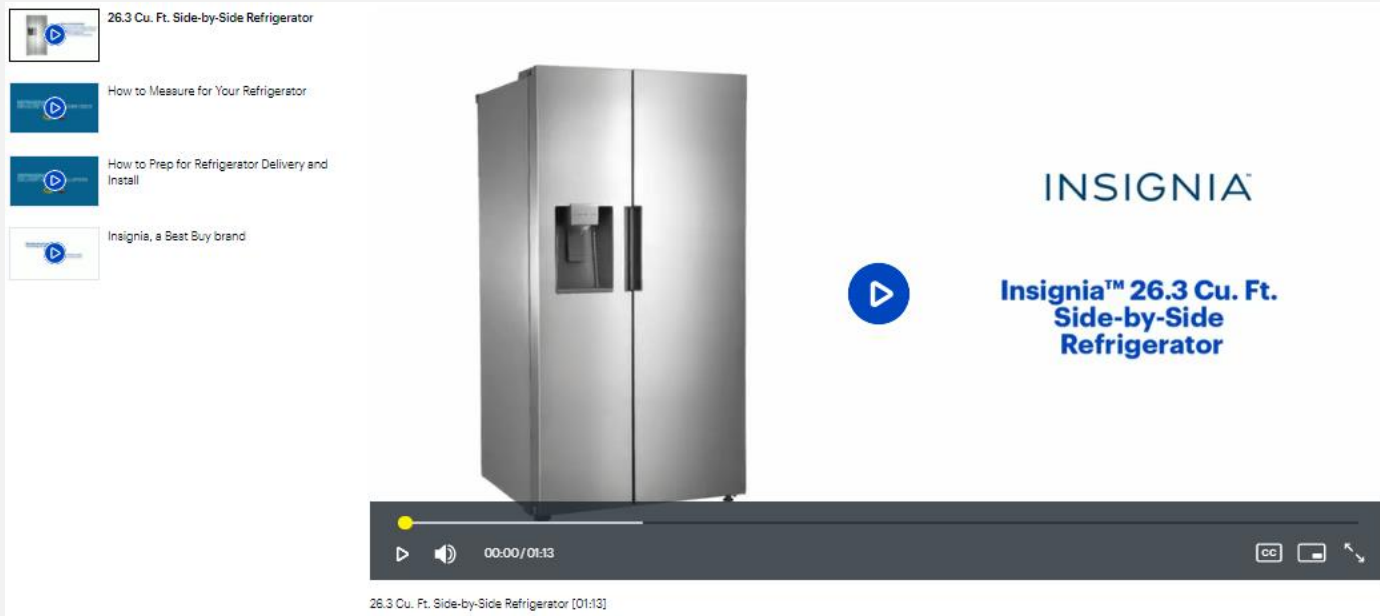 26.3 Cu. Ft. Side-by-Side Refrigerator
How to Measure for Your Refrigerator
How to Prep for Refrigerator Delivery and
Install
Insignia, a Best Buy brand
INSIGNIA™
Insignia™ 26.3 Cu. Ft.
Side-by-Side
Refrigerator
00:00/01:13
CC
26.3 Cu. Ft. Side-by-Side Refrigerator [01:13]